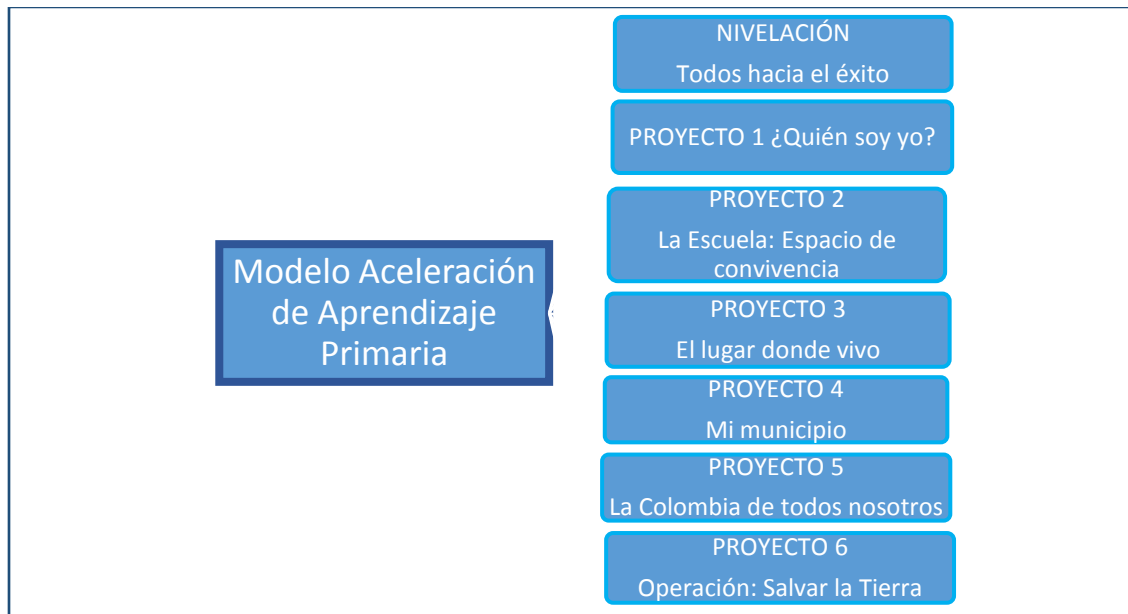 Modelo Aceleración
de Aprendizaje
Primaria
NIVELACIÓN
Todos hacia el éxito
PROYECTO 1 ¿Quién soy yo?
PROYECTO 2
La Escuela: Espacio de
convivencia
PROYECTO 3
El lugar donde vivo
PROYECTO 4
Mi municipio
PROYECTO 5
La Colombia de todos nosotros
PROYECTO 6
Operación: Salvar la Tierra